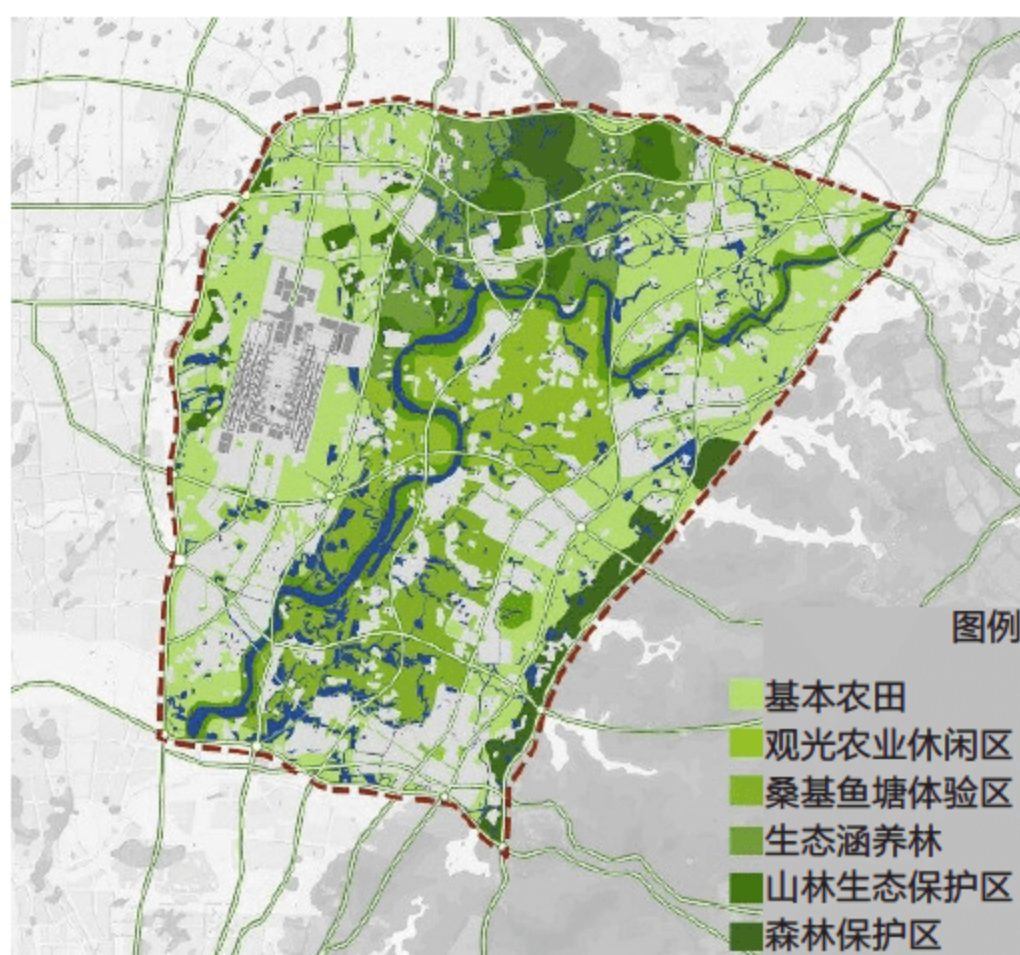 图例
基本农田
观光农业休闲区
桑基鱼塘体验区
生态涵养林
山林生态保护区
森林保护区